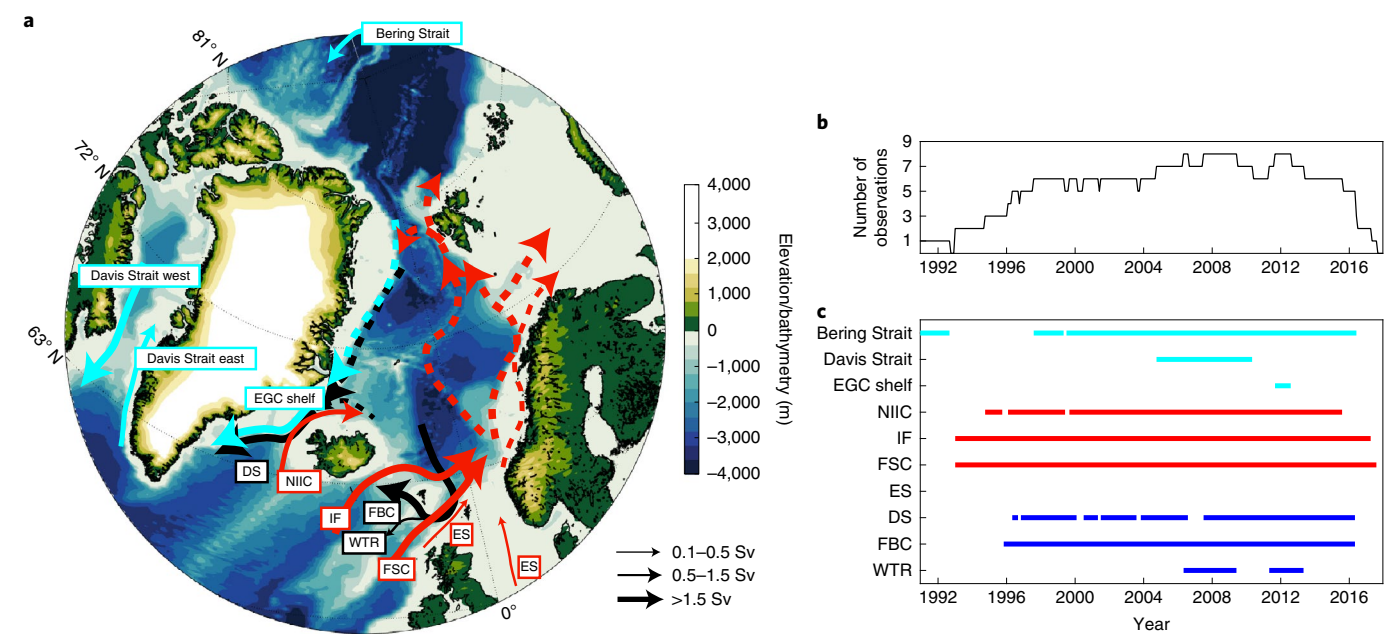 a
81° N
72° N
63° N
0°
Bering Strait
Davis Strait west
Davis Strait east
EGC shelf
DS
NIIC
IF
FBC
WTR
FSC
ES
ES
4,000
3,000
2,000
1,000
0
–1,000
–2,000
–3,000
–4,000
Elevation/bathymetry (m)
0.1–0.5 Sv
0.5–1.5 Sv
>1.5 Sv
b
Number of
observations
9
7
5
3
1
1992 1996 2000 2004 2008 2012 2016
c
Bering Strait
Davis Strait
EGC shelf
NIIC
IF
FSC
ES
DS
FBC
WTR
1992 1996 2000 2004 2008 2012 2016
Year